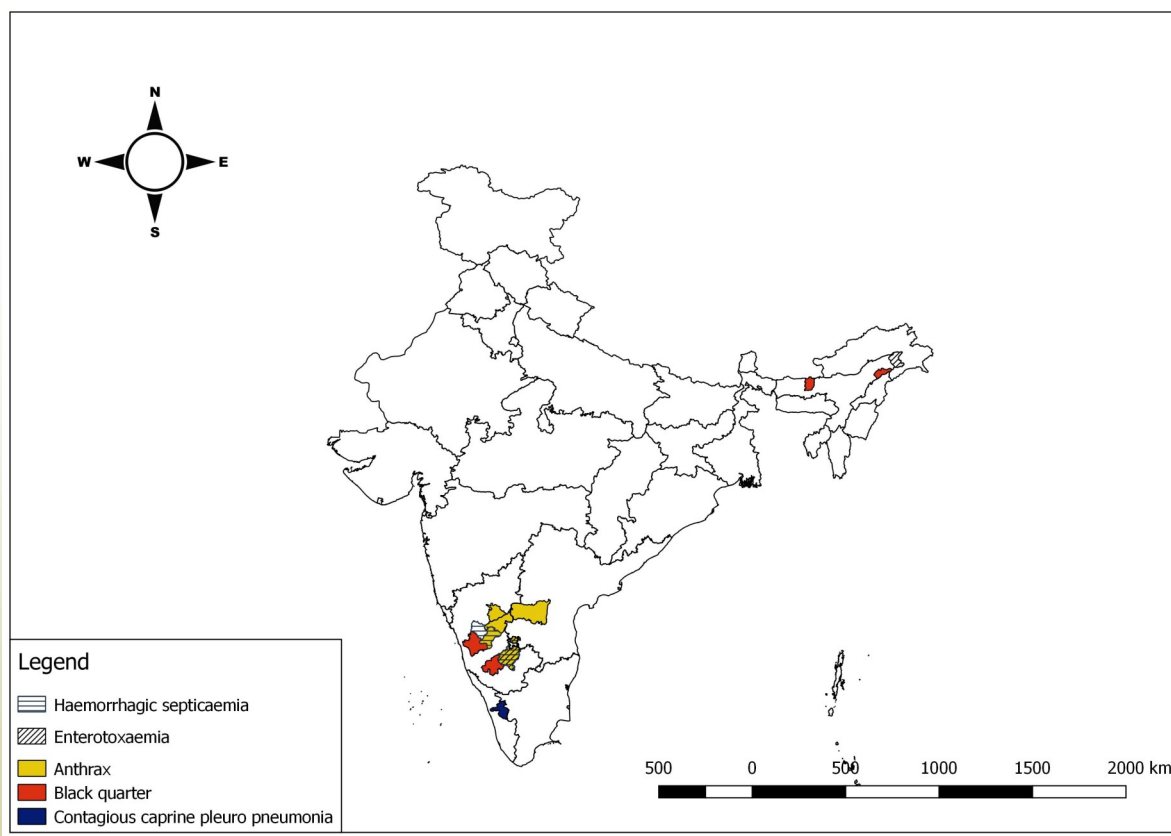 N
W E
S
Legend
Haemorrhagic septicaemia
Enterotoxaemia
Anthrax
Black quarter
Contagious caprine pleuro pneumonia
500 0 500 1000 1500 2000 km